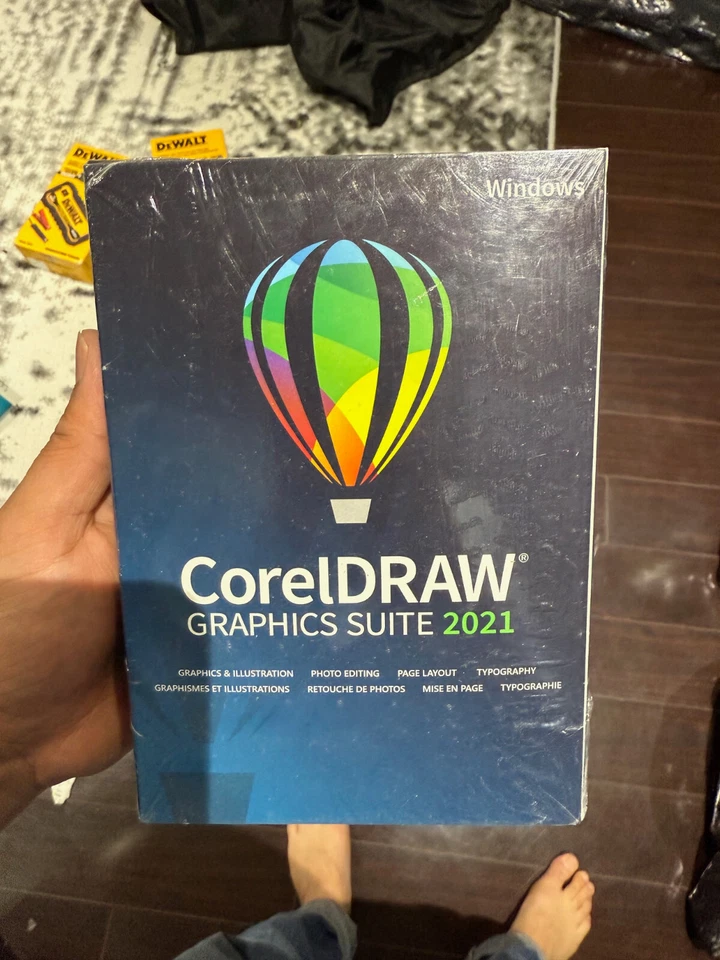 DEWALT
DEWALT
DEWALT
Windows
CorelDRAW®
GRAPHICS SUITE 2021
GRAPHICS & ILLUSTRATION PHOTO EDITING PAGE LAYOUT TYPOGRAPHY
GRAPHISMES ET ILLUSTRATIONS RETOUCHE DE PHOTOS MISE EN PAGE TYPOGRAPHIE